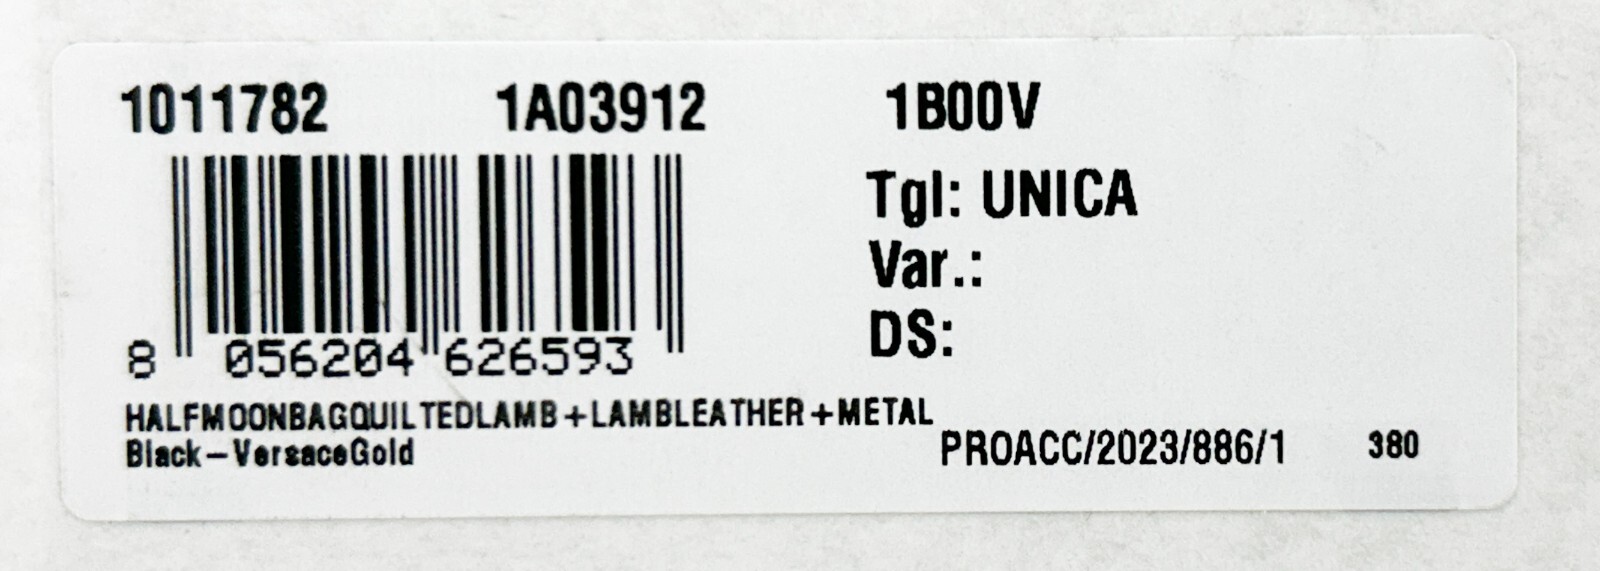 1011782 1A03912 1B00V
Tgl: UNICA
Var.:
DS:
8 056204 626593
HALFMOONBAGQUILTEDLAMB+LAMBLEATHER+METAL
Black-VersaceGold
PROACC/2023/886/1 380